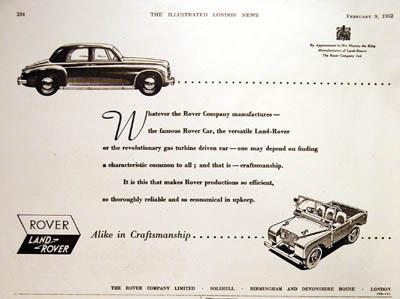 234
THE ILLUSTRATED LONDON NEWS
FEBRUARY 9, 1952
By Appointment to His Majesty the King
Manufacturers of Land-Rovers
The Rover Company Ltd.
Whatever the Rover Company manufactures —
the famous Rover Car, the versatile Land-Rover
or the revolutionary gas turbine driven car — one may depend on finding
a characteristic common to all ; and that is — craftsmanship.
It is this that makes Rover productions so efficient,
so thoroughly reliable and so economical in upkeep.
ROVER
LAND-
ROVER
Alike in Craftsmanship
THE ROVER COMPANY LIMITED · SOLIHULL · BIRMINGHAM AND DEVONSHIRE HOUSE · LONDON